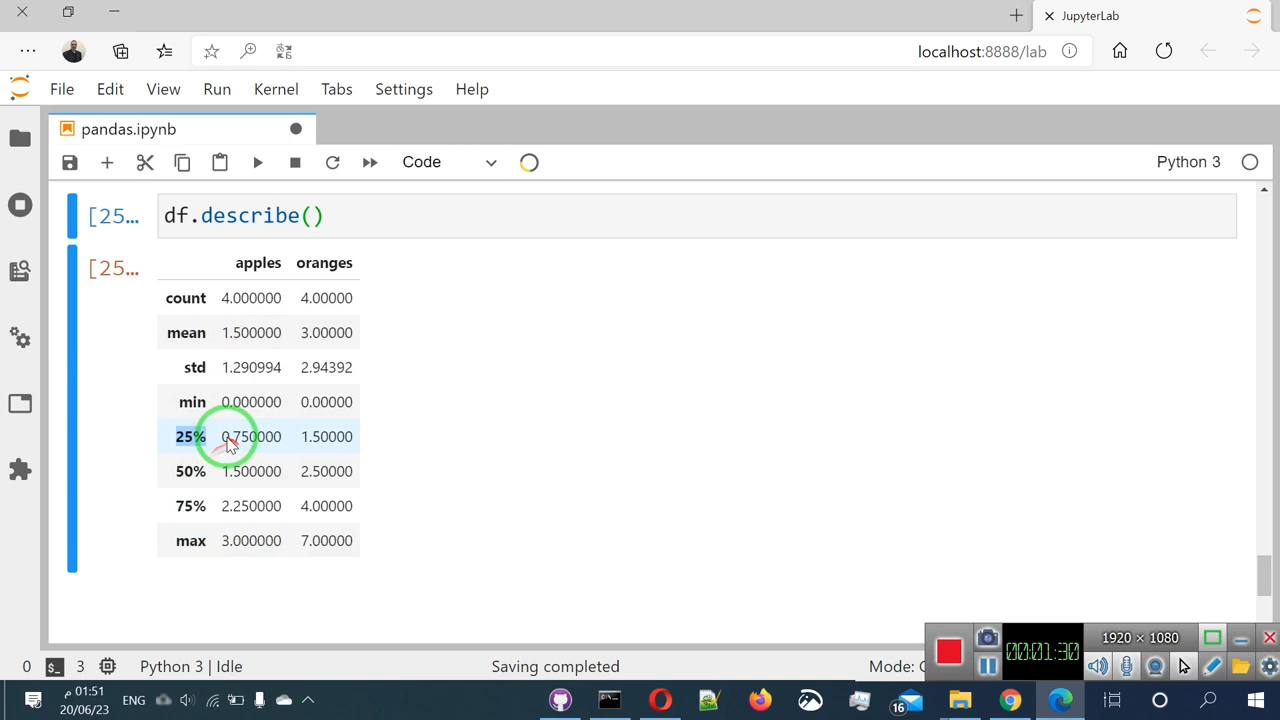 JupyterLab
localhost:8888/lab
File Edit View Run Kernel Tabs Settings Help
pandas.ipynb
Code
Python 3
[25... df.describe()
[25...
apples oranges
count 4.000000 4.00000
mean 1.500000 3.00000
std 1.290994 2.94392
min 0.000000 0.00000
25% 0.750000 1.50000
50% 1.500000 2.50000
75% 2.250000 4.00000
max 3.000000 7.00000
1920 × 1080
00:01:30
0 3 Python 3 | Idle Saving completed Mode: C
01:51 م
ENG
20/06/23
16